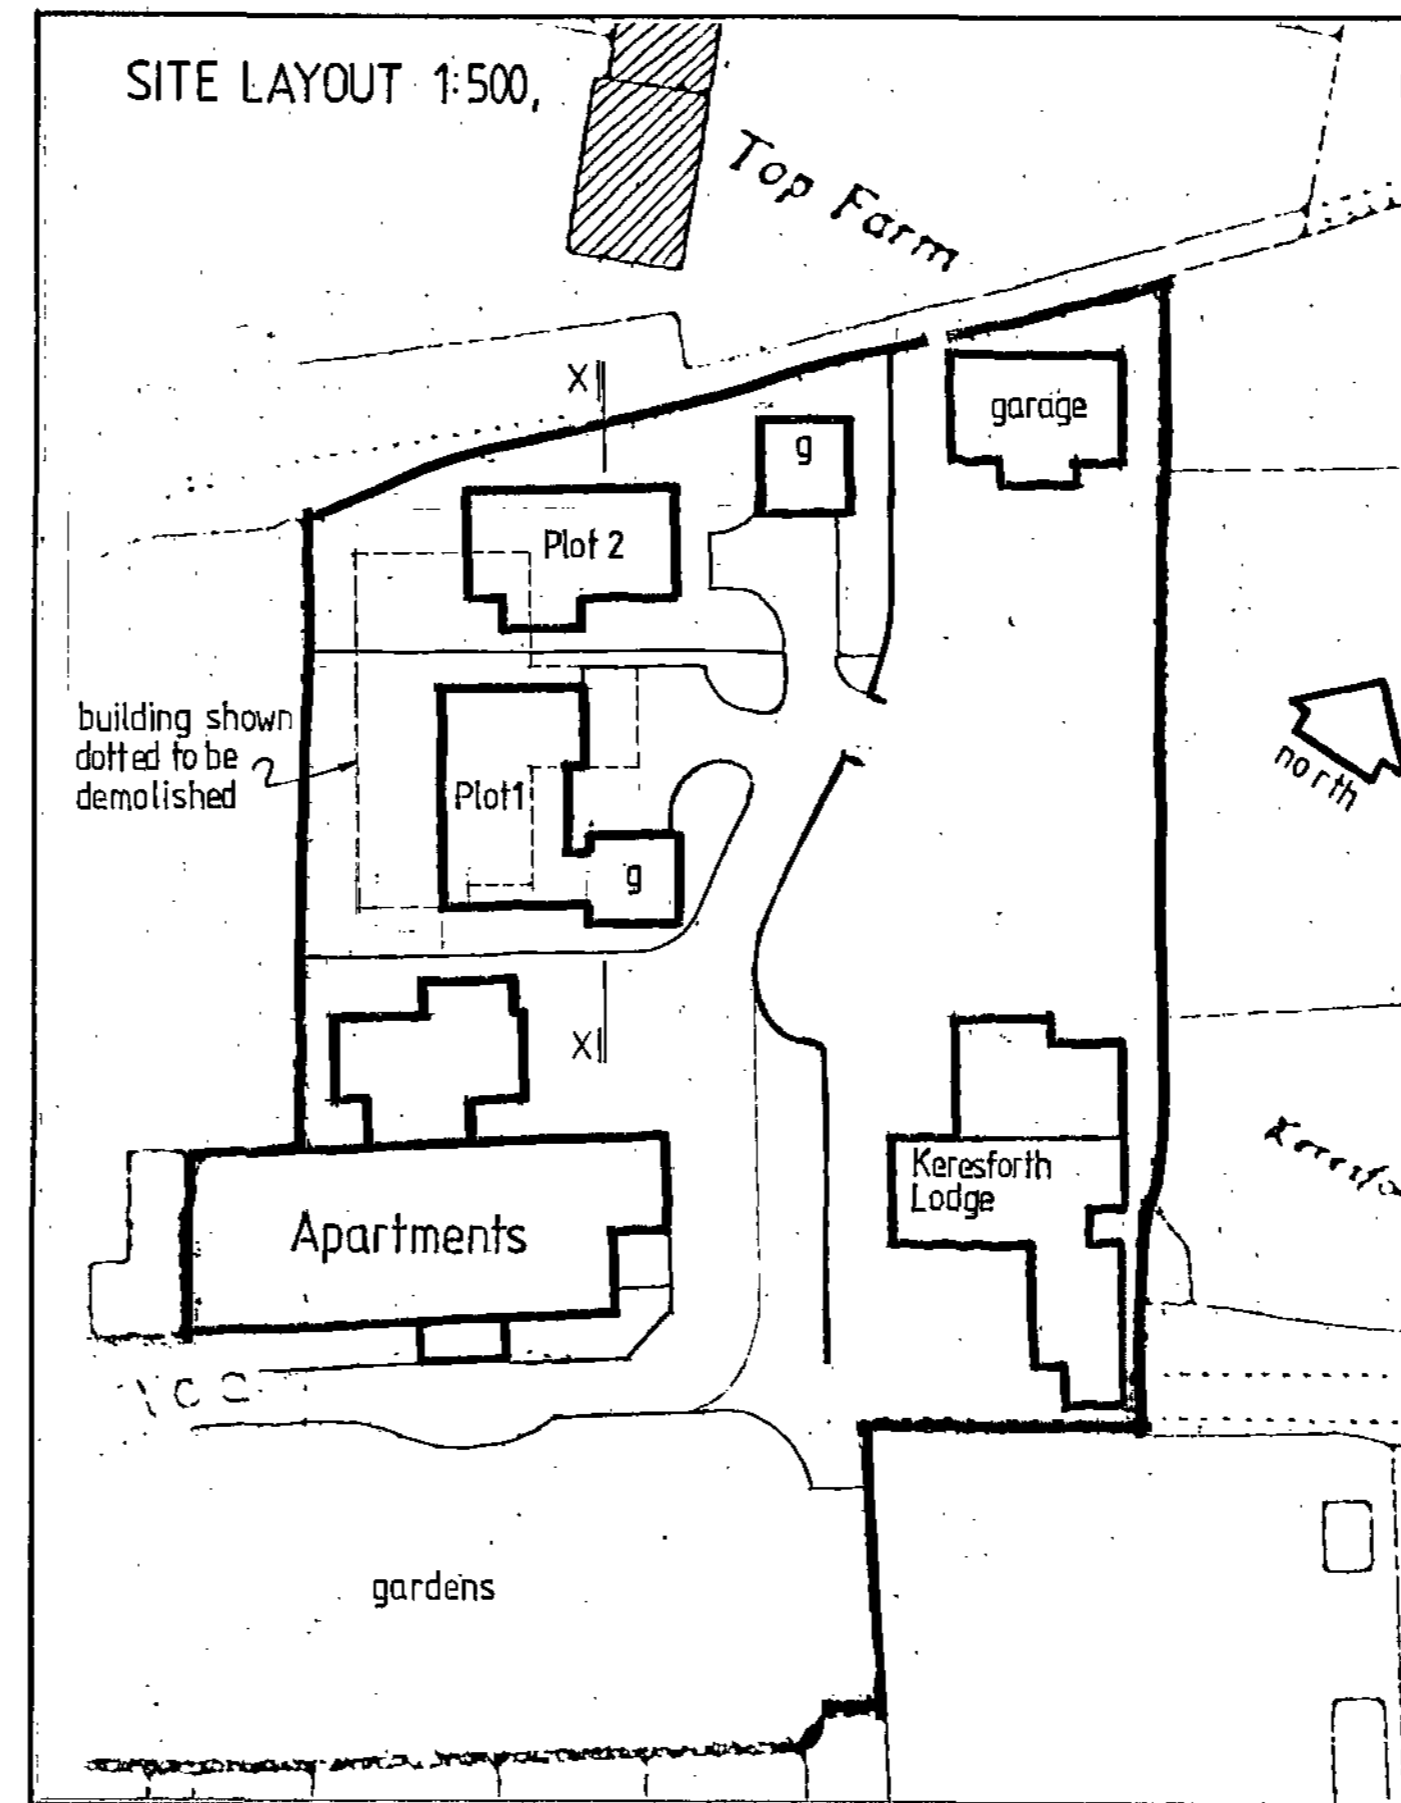 SITE LAYOUT 1:500,
Top Farm
X
garage
g
Plot 2
building shown
dotted to be
demolished
north
Plot1
g
X
Keresforth
Lodge
Apartments
gardens